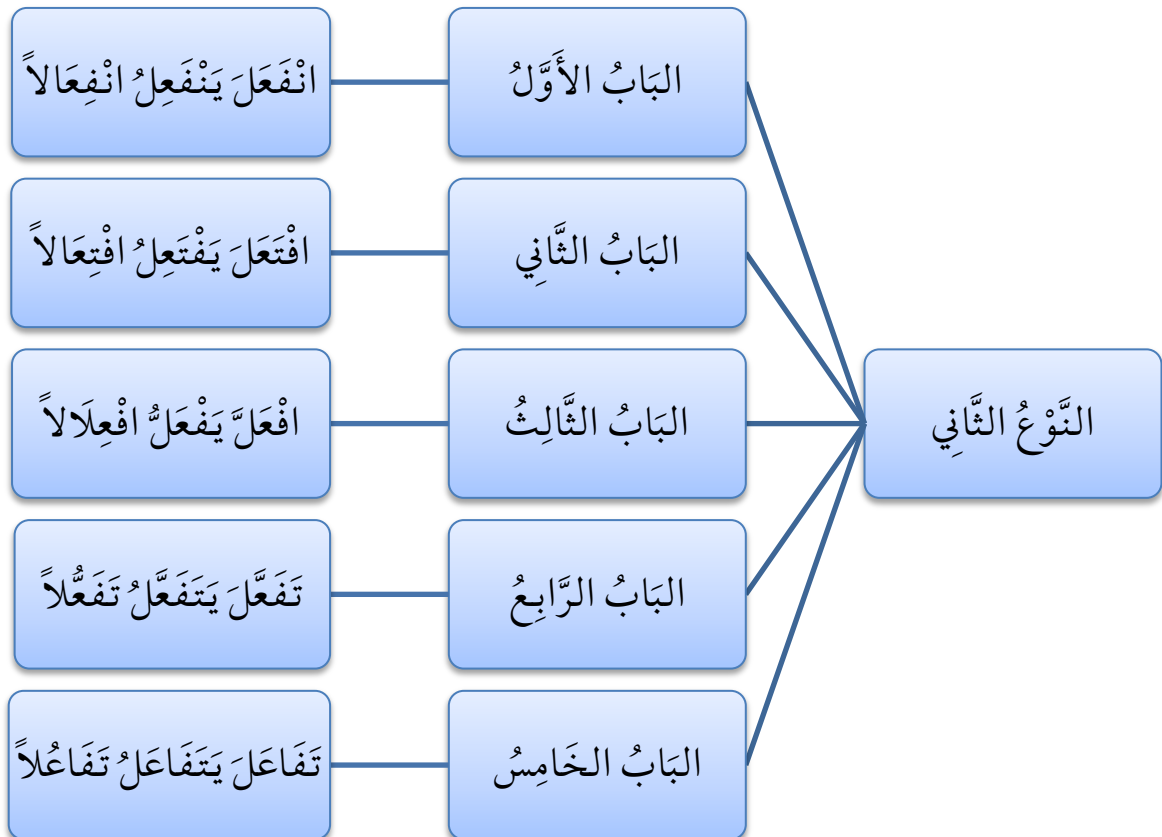 النَّوْعُ الثَّانِي
البَابُ الأَوَّلُ
انْفَعَلَ يَنْفَعِلُ انْفِعَالاً
البَابُ الثَّانِي
افْتَعَلَ يَفْتَعِلُ افْتِعَالاً
البَابُ الثَّالِثُ
افْعَلَّ يَفْعَلُّ افْعِلَالاً
البَابُ الرَّابِعُ
تَفَعَّلَ يَتَفَعَّلُ تَفَعُّلاً
البَابُ الخَامِسُ
تَفَاعَلَ يَتَفَاعَلُ تَفَاعُلاً